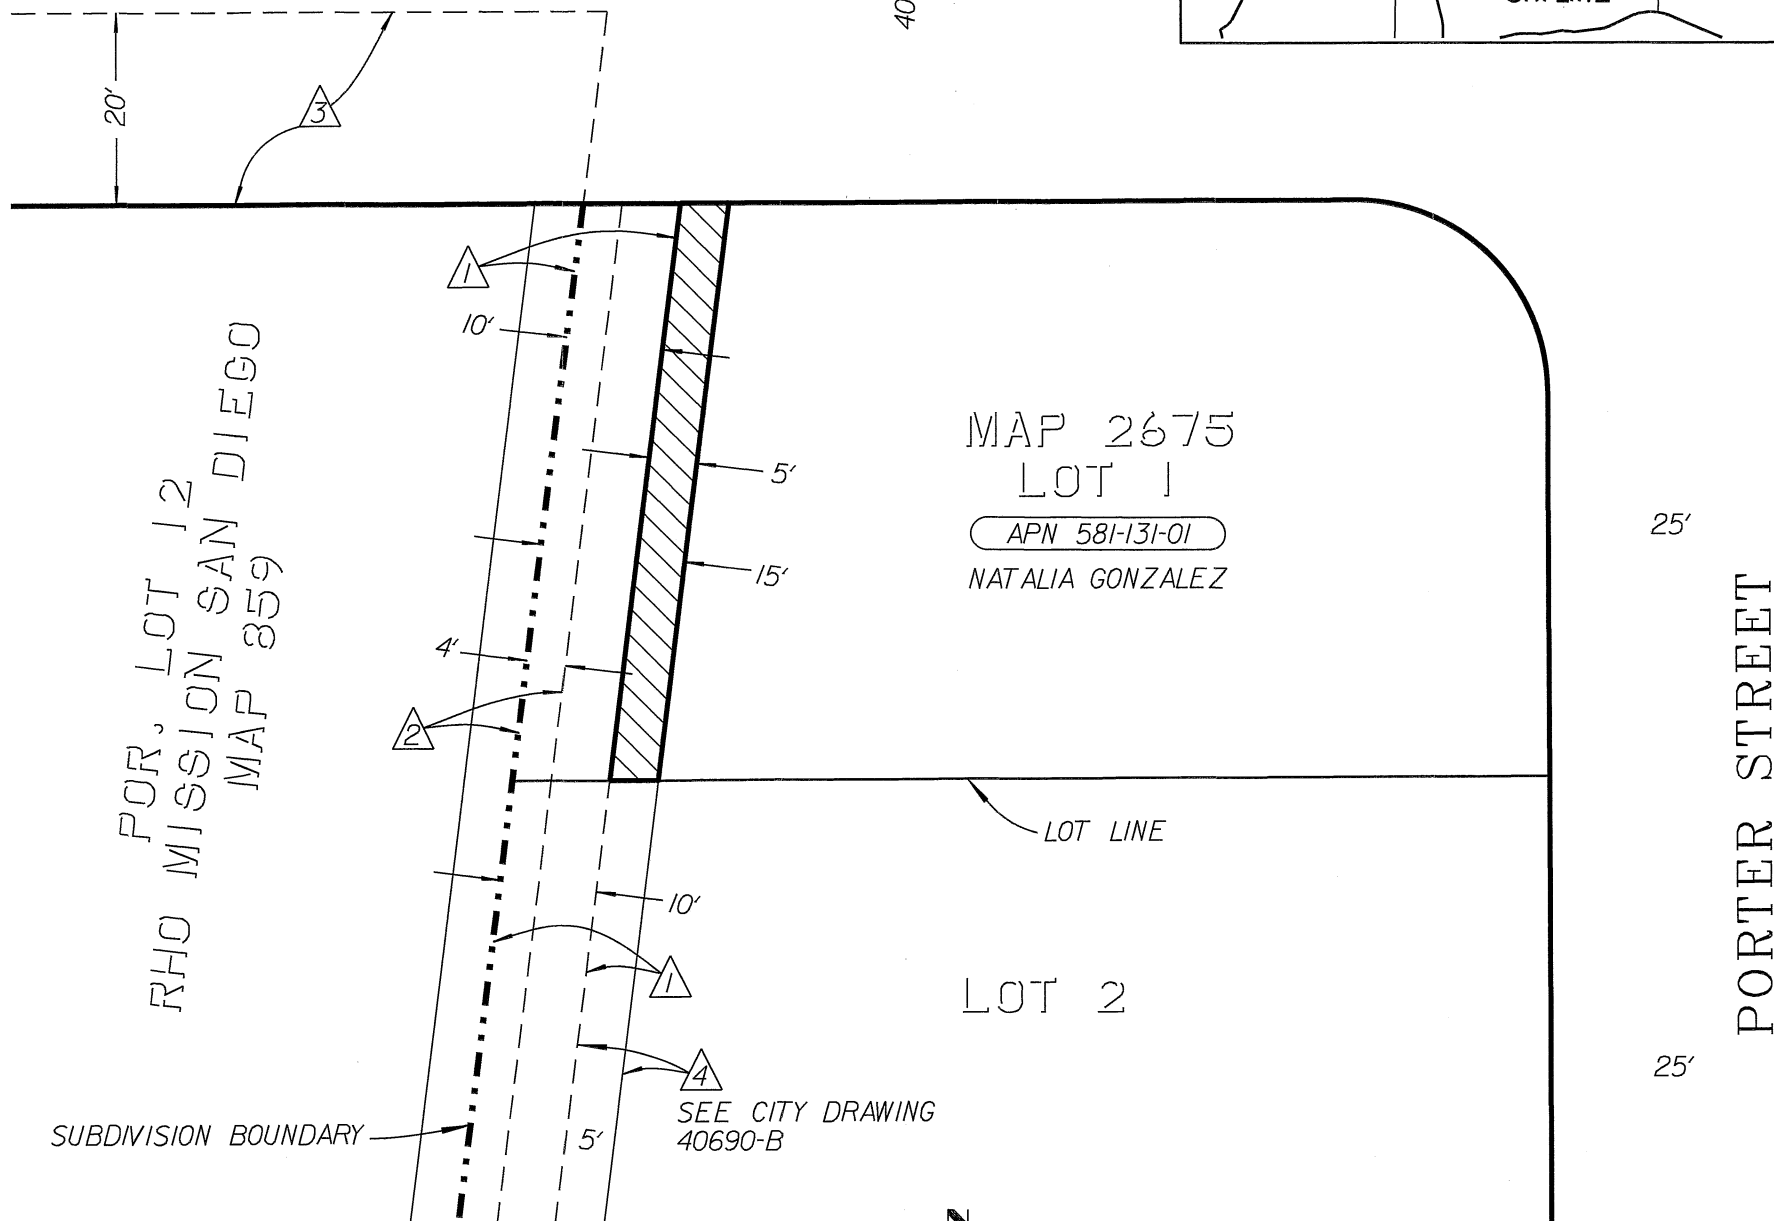 40
20'
3
1
10'
MAP 2675
LOT 1
5'
APN 581-131-01
25'
15'
NATALIA GONZALEZ
POR. LOT 12
RHO MISSION SAN DIEGO
MAP 859
4'
2
PORTER STREET
LOT LINE
10'
1
LOT 2
25'
4
SEE CITY DRAWING
40690-B
SUBDIVISION BOUNDARY
5'